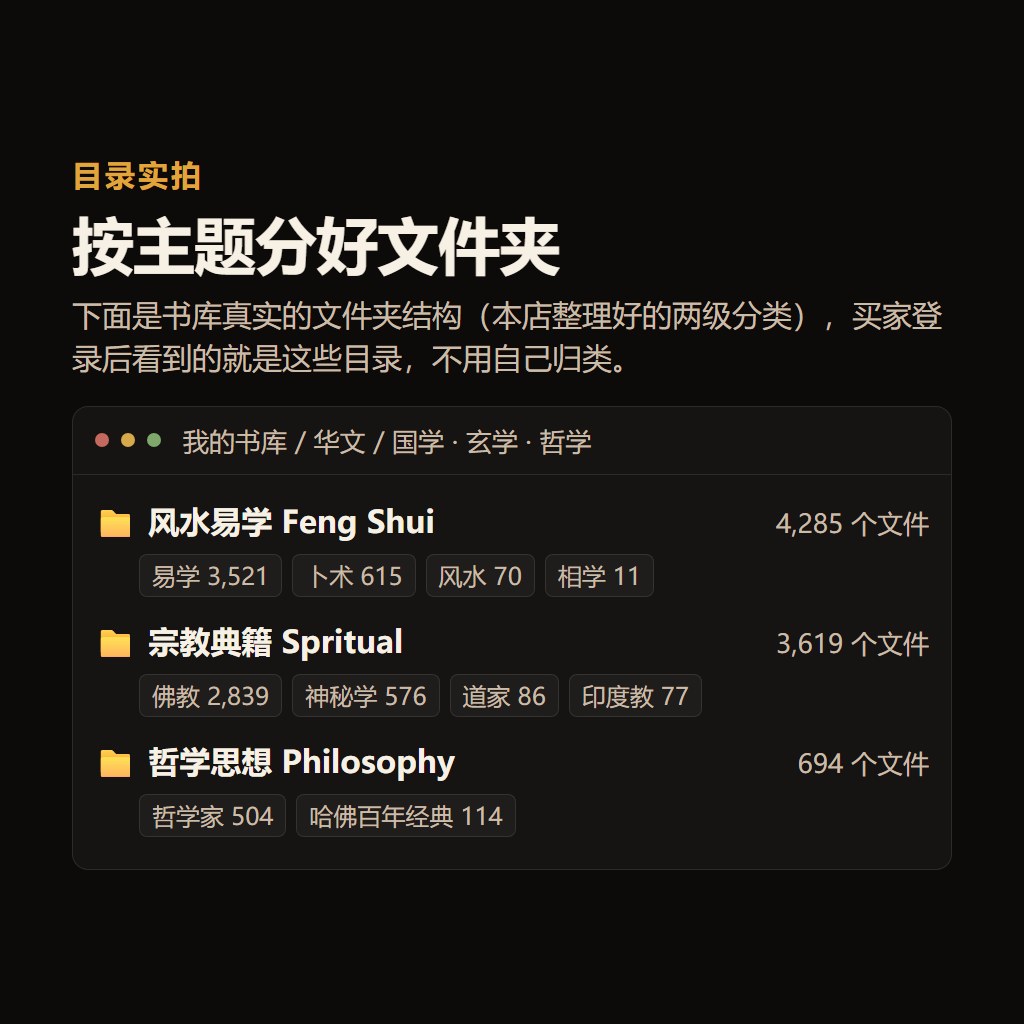 目录实拍
按主题分好文件夹
下面是书库真实的文件夹结构（本店整理好的两级分类），买家登
录后看到的就是这些目录，不用自己归类。
我的书库 / 华文 / 国学 · 玄学 · 哲学
风水易学 Feng Shui 4,285 个文件
易学 3,521 卜术 615 风水 70 相学 11
宗教典籍 Spritual 3,619 个文件
佛教 2,839 神秘学 576 道家 86 印度教 77
哲学思想 Philosophy 694 个文件
哲学家 504 哈佛百年经典 114